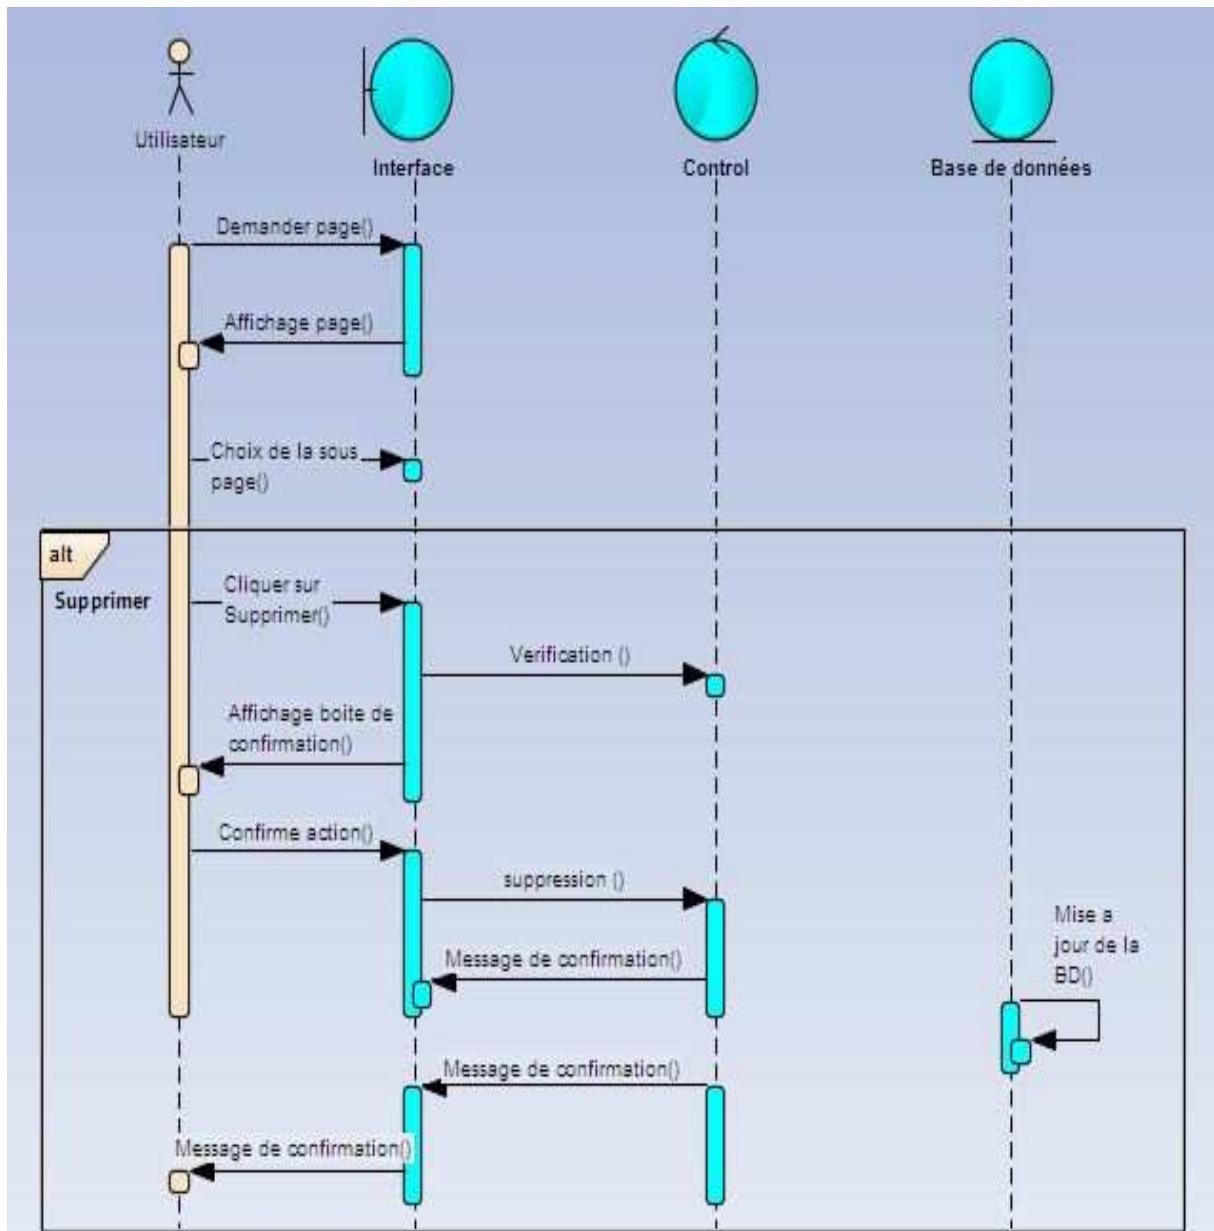 Utilisateur
Interface
Control
Base de données
Demander page()
Affichage page()
Choix de la sous
page()
alt
Supprimer
Cliquer sur
Supprimer()
Verification ()
Affichage boite de
confirmation()
Confirme action()
suppression ()
Mise a
jour de la
BD()
Message de confirmation()
Message de confirmation()
Message de confirmation()